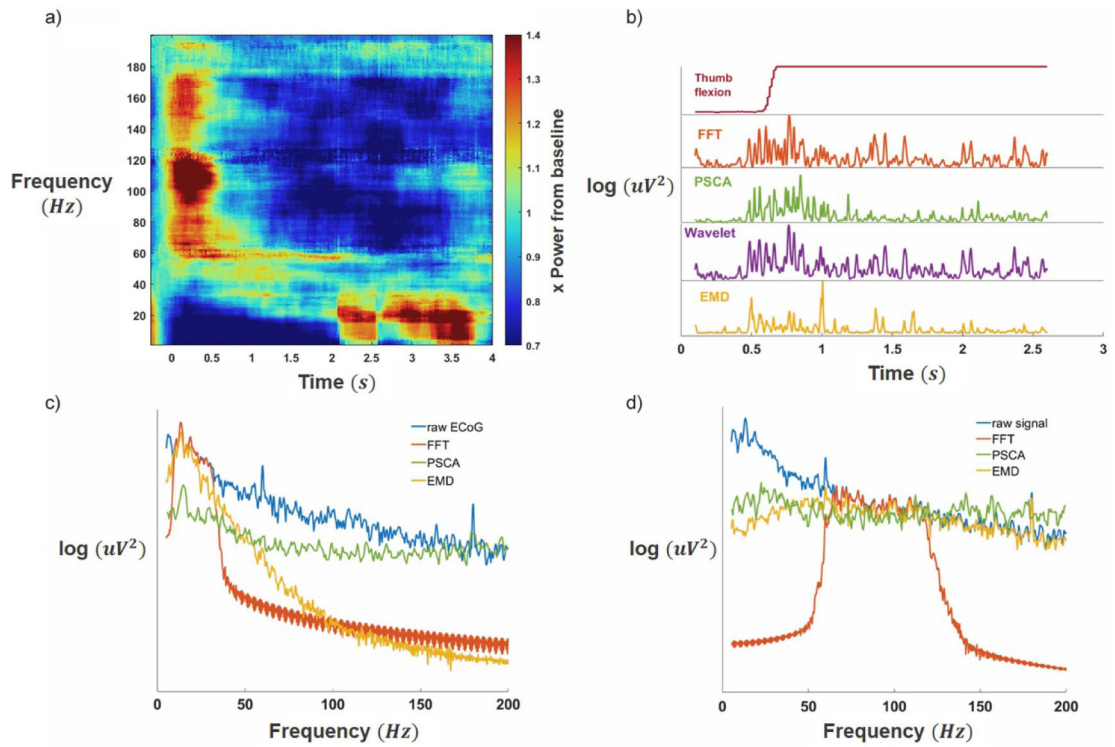 a)
180
160
140
120
100
80
60
40
20
Frequency
(Hz)
0
0.5
1
1.5
2
2.5
3
3.5
4
Time (s)
1.4
1.3
1.2
1.1
1
0.9
0.8
0.7
x Power from baseline
b)
Thumb
flexion
FFT
PSCA
Wavelet
EMD
log (uV²)
0
0.5
1
1.5
2
2.5
3
Time (s)
c)
raw ECoG
FFT
PSCA
EMD
log (uV²)
0
50
100
150
200
Frequency (Hz)
d)
raw signal
FFT
PSCA
EMD
log (uV²)
0
50
100
150
200
Frequency (Hz)